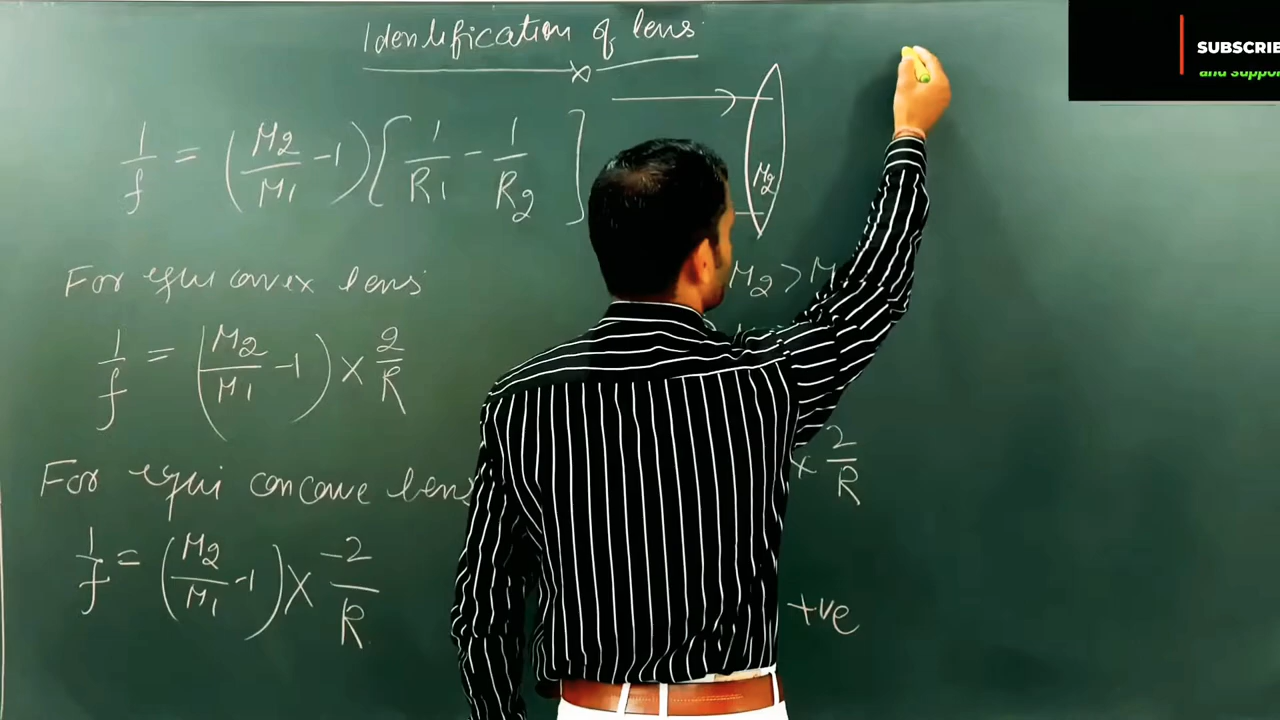 Identification of lens
1/f = (M2/M1 - 1) [1/R1 - 1/R2]
For equi convex lens
1/f = (M2/M1 - 1) × 2/R
For equi concave lens
1/f = (M2/M1 - 1) × -2/R
M2
M2 > M
× 2/R
+ve
SUBSCRIBE
and suppor